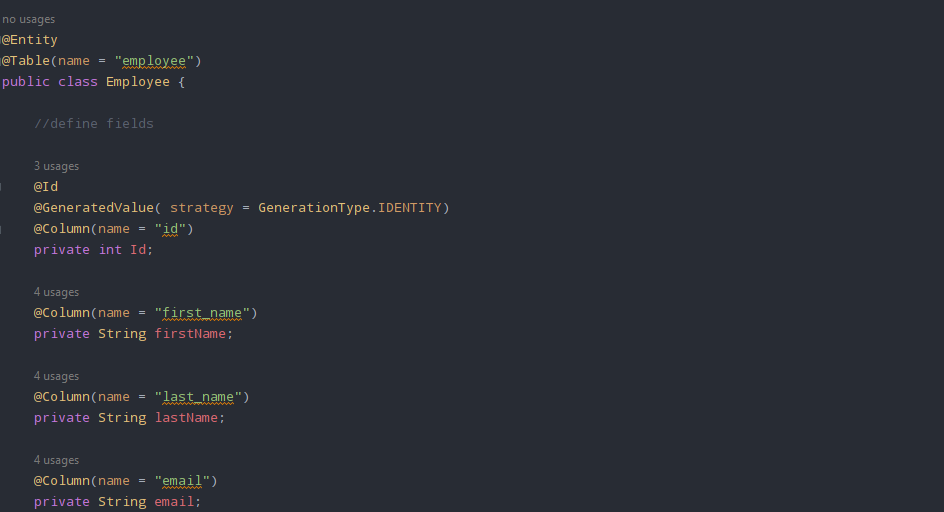 no usages
@Entity
@Table(name = "employee")
public class Employee {
//define fields
3 usages
@Id
@GeneratedValue( strategy = GenerationType.IDENTITY)
@Column(name = "id")
private int Id;
4 usages
@Column(name = "first_name")
private String firstName;
4 usages
@Column(name = "last_name")
private String lastName;
4 usages
@Column(name = "email")
private String email;